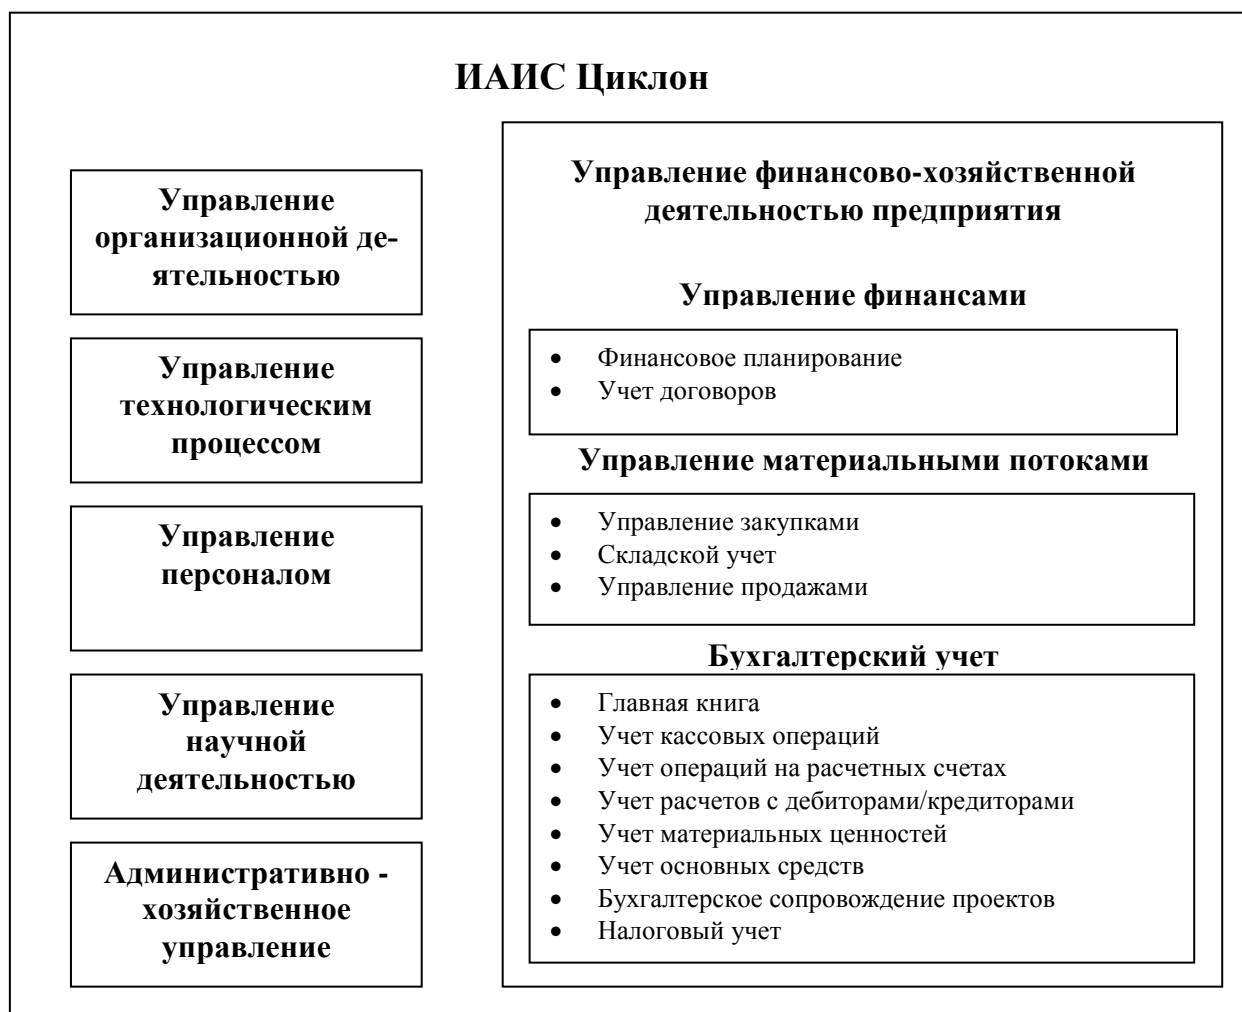 ИАИС Циклон
Управление
организационной де-
ятельностью
Управление
технологическим
процессом
Управление
персоналом
Управление
научной
деятельностью
Административно -
хозяйственное
управление
Управление финансово-хозяйственной
деятельностью предприятия
Управление финансами
• Финансовое планирование
• Учет договоров
Управление материальными потоками
• Управление закупками
• Складской учет
• Управление продажами
Бухгалтерский учет
• Главная книга
• Учет кассовых операций
• Учет операций на расчетных счетах
• Учет расчетов с дебиторами/кредиторами
• Учет материальных ценностей
• Учет основных средств
• Бухгалтерское сопровождение проектов
• Налоговый учет